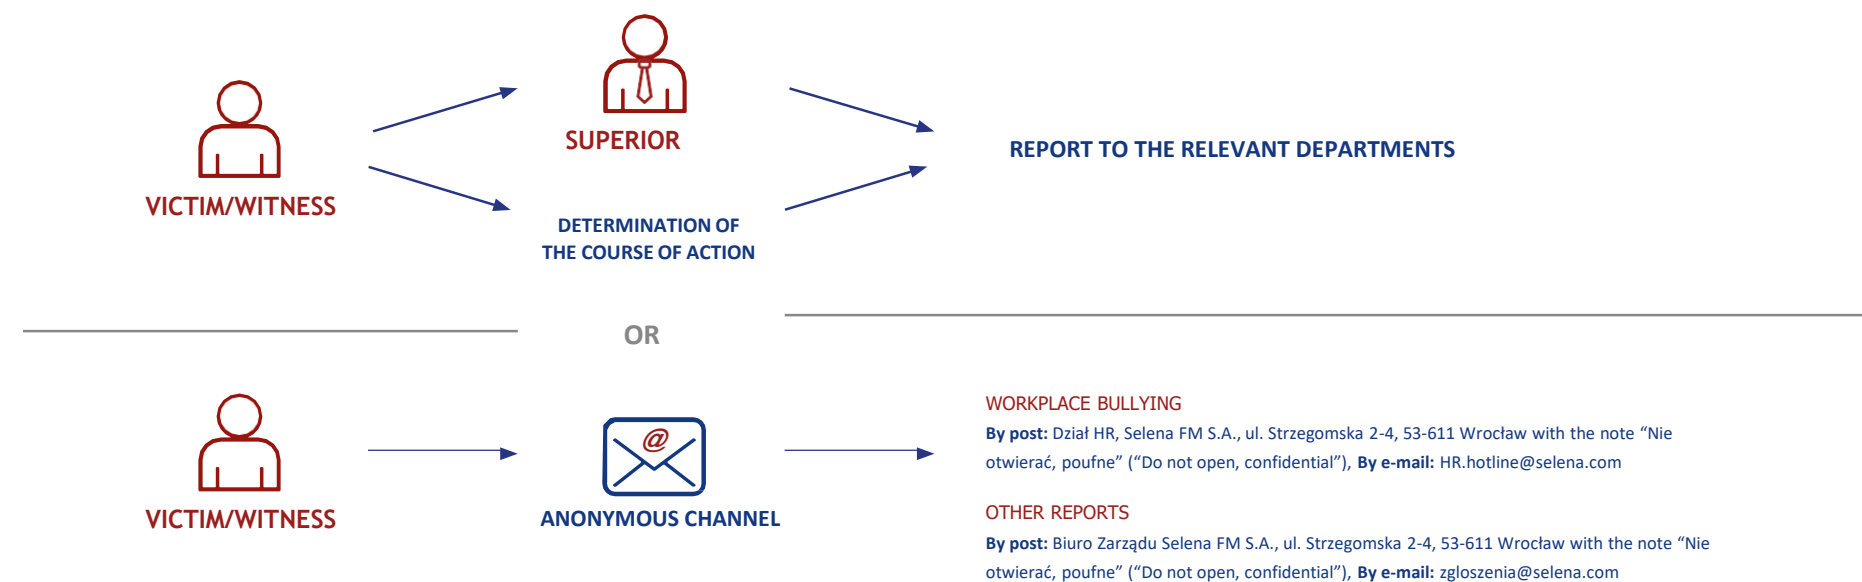 SUPERIOR
VICTIM/WITNESS
REPORT TO THE RELEVANT DEPARTMENTS
DETERMINATION OF
THE COURSE OF ACTION
OR
VICTIM/WITNESS
@
ANONYMOUS CHANNEL
WORKPLACE BULLYING
By post: Dział HR, Selena FM S.A., ul. Strzegomska 2-4, 53-611 Wrocław with the note “Nie
otwierać, poufne” (“Do not open, confidential”), By e-mail: HR.hotline@selena.com
OTHER REPORTS
By post: Biuro Zarządu Selena FM S.A., ul. Strzegomska 2-4, 53-611 Wrocław with the note “Nie
otwierać, poufne” (“Do not open, confidential”), By e-mail: zgloszenia@selena.com